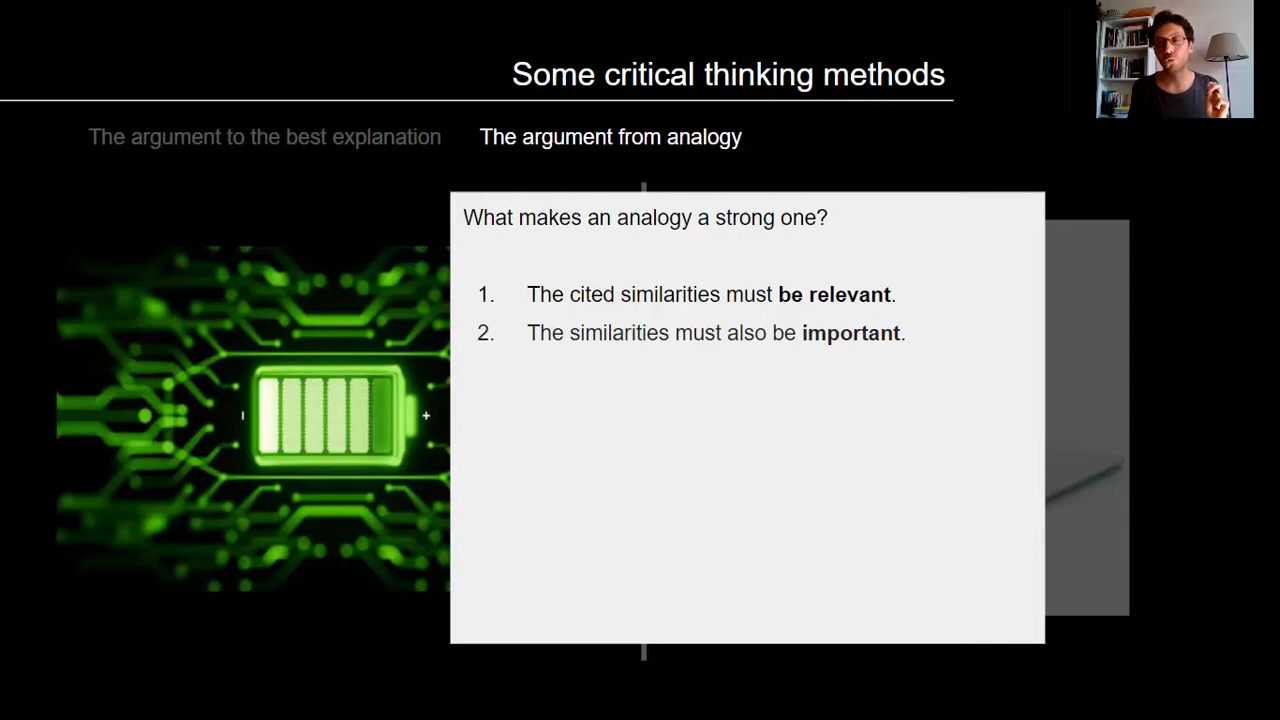 Some critical thinking methods
The argument to the best explanation
The argument from analogy
What makes an analogy a strong one?
1. The cited similarities must be relevant.
2. The similarities must also be important.